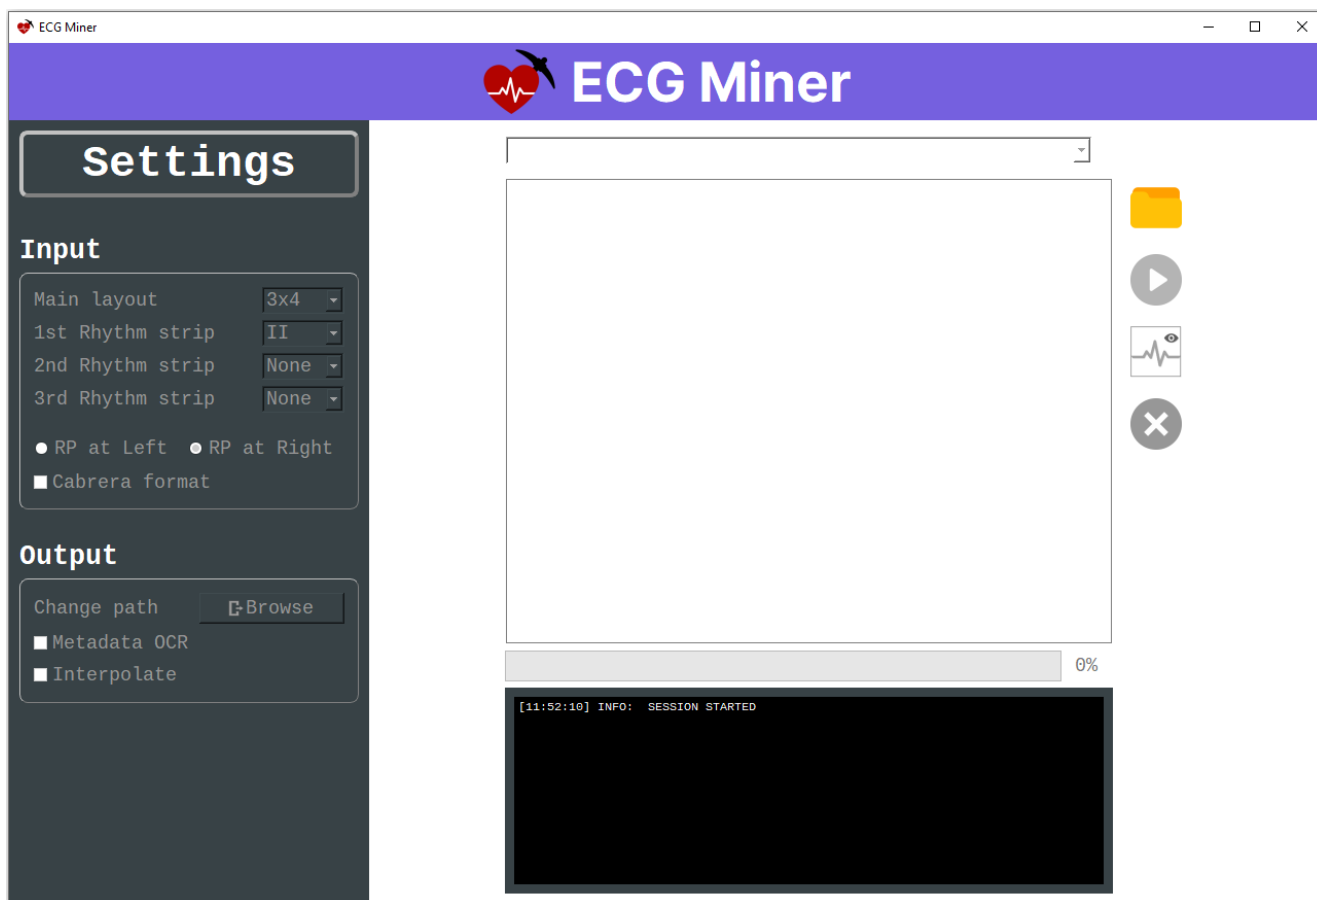 ECG Miner
ECG Miner
Settings
Input
Main layout 3x4
1st Rhythm strip II
2nd Rhythm strip None
3rd Rhythm strip None
RP at Left RP at Right
Cabrera format
Output
Change path Browse
Metadata OCR
Interpolate
0%
[11:52:10] INFO: SESSION STARTED